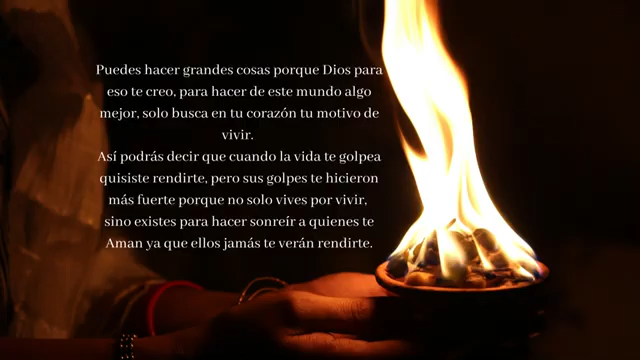 Puedes hacer grandes cosas porque Dios para
eso te creo, para hacer de este mundo algo
mejor, solo busca en tu corazón tu motivo de
vivir.
Así podrás decir que cuando la vida te golpea
quisiste rendirte, pero sus golpes te hicieron
más fuerte porque no solo vives por vivir,
sino existes para hacer sonreír a quienes te
Aman ya que ellos jamás te verán rendirte.